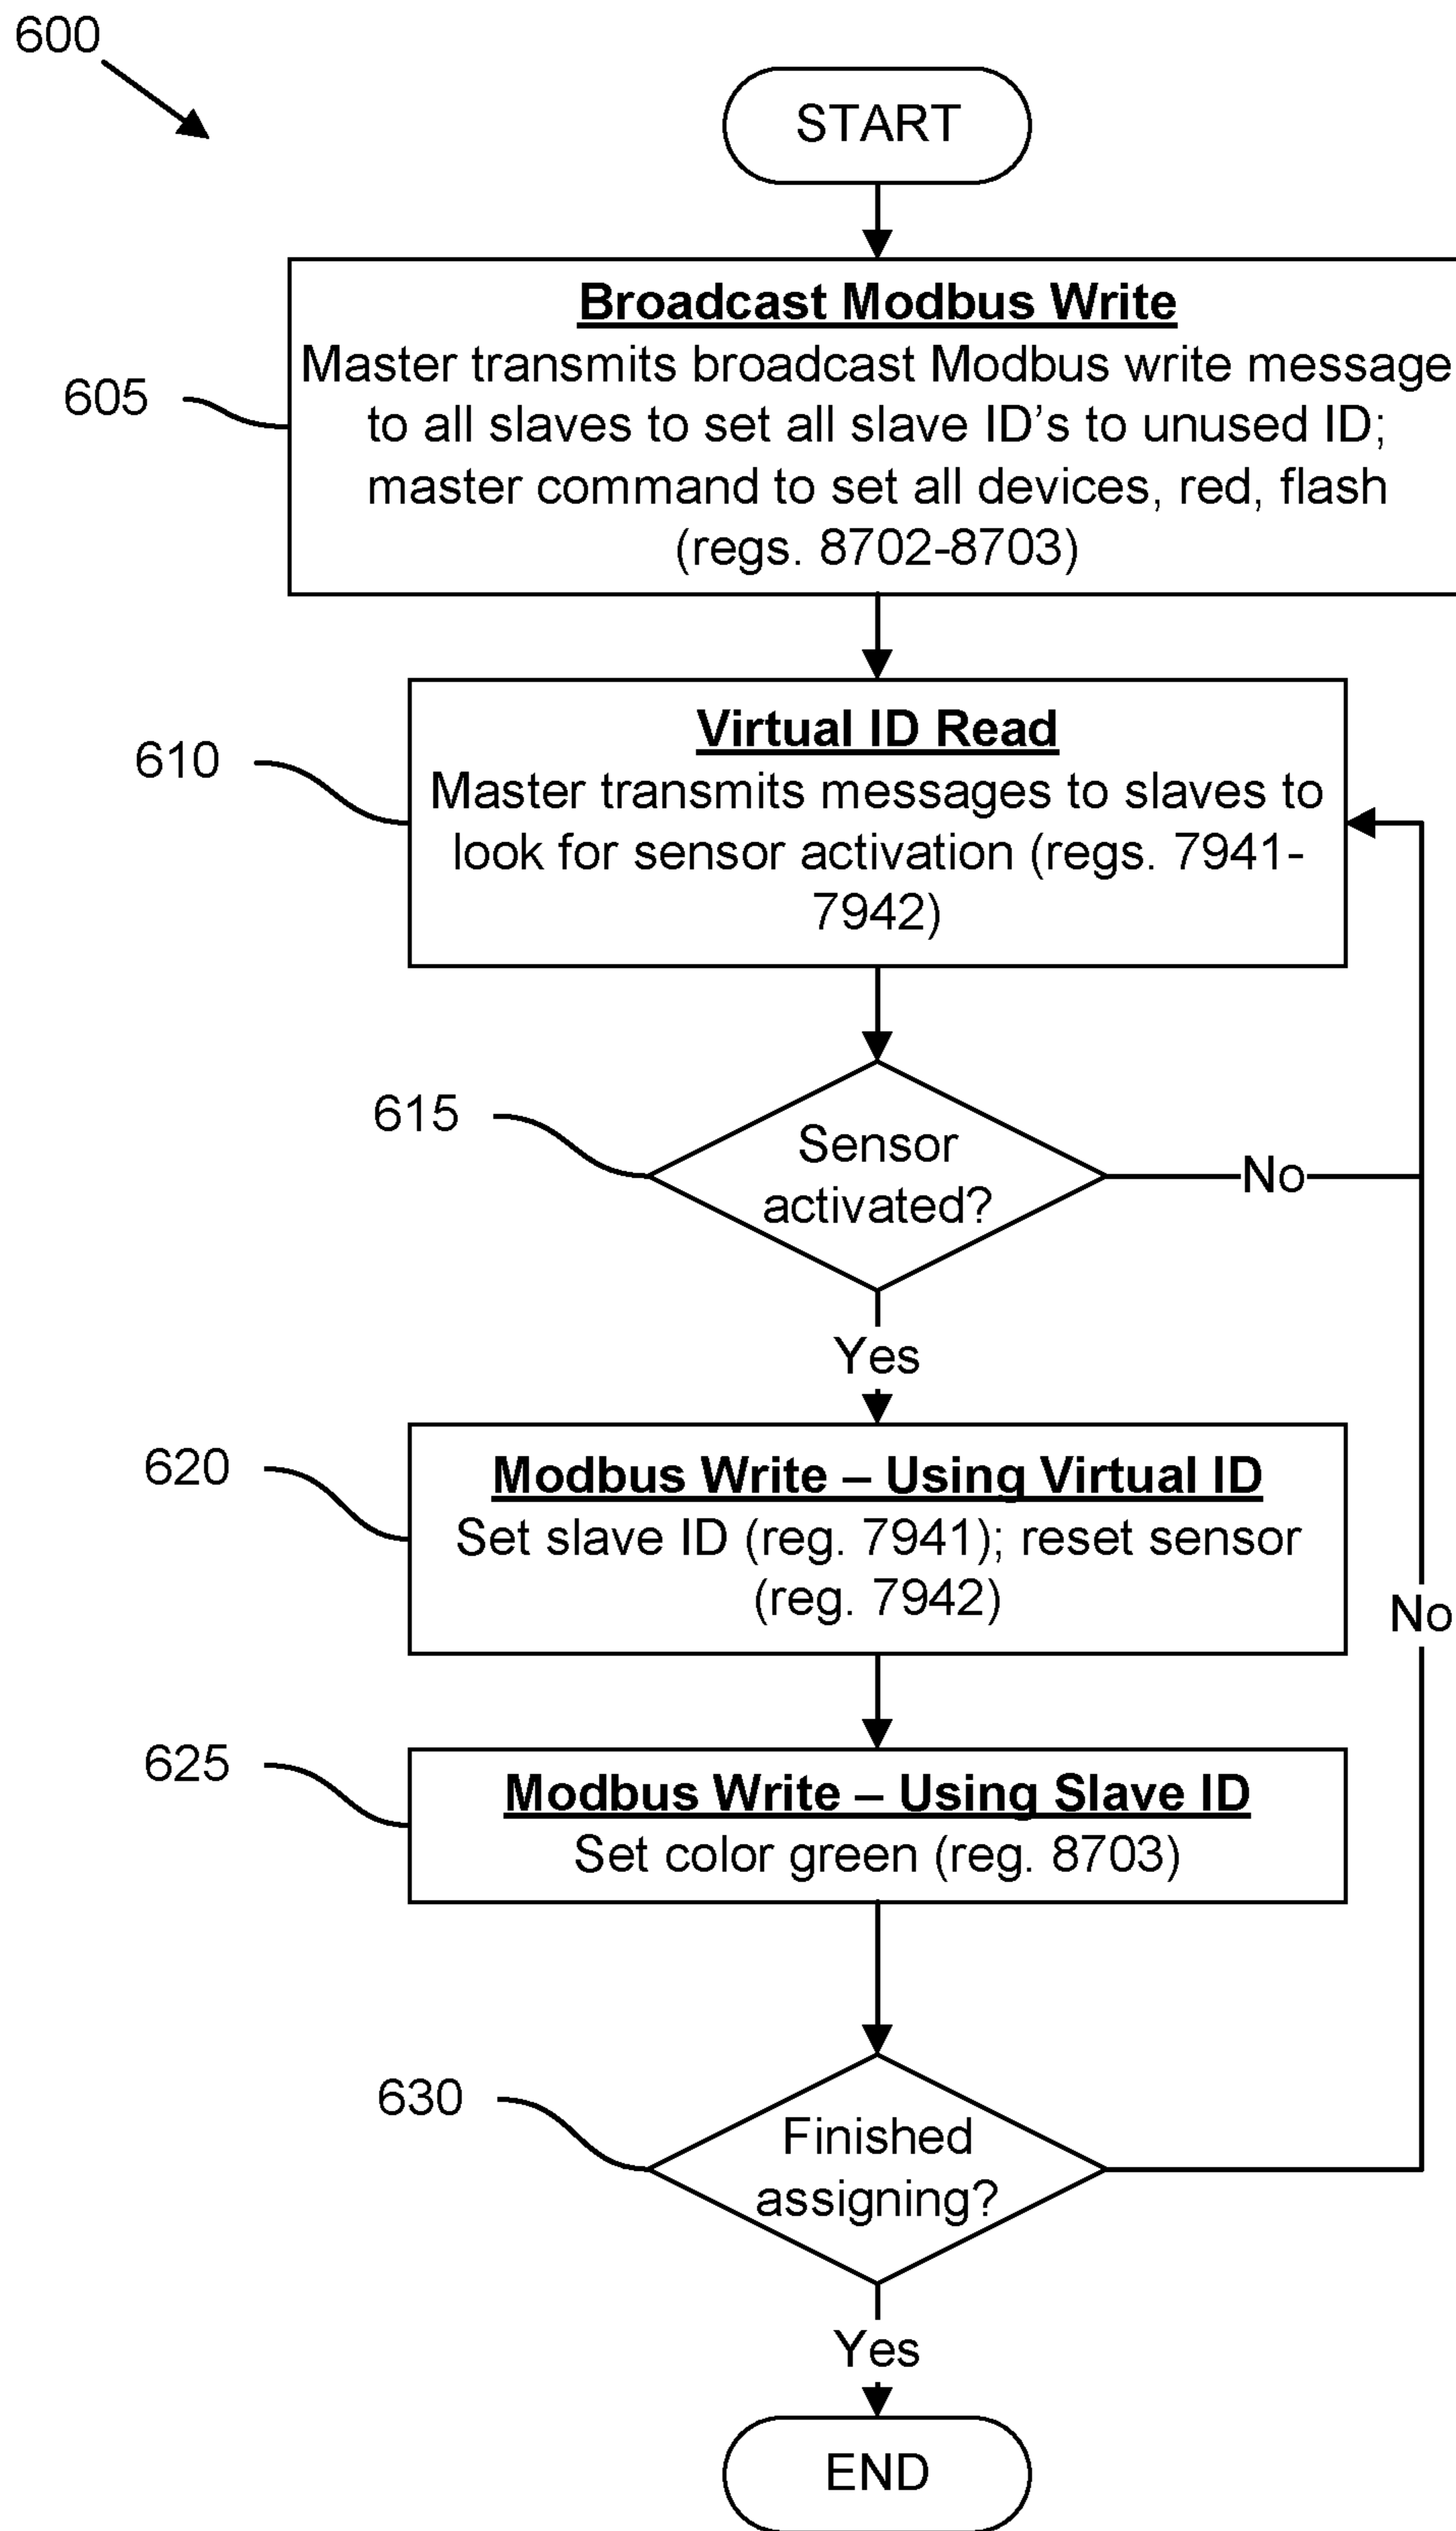 600
START
Broadcast Modbus Write
Master transmits broadcast Modbus write message
605
to all slaves to set all slave ID's to unused ID;
master command to set all devices, red, flash
(regs. 8702-8703)
Virtual ID Read
610
Master transmits messages to slaves to
look for sensor activation (regs. 7941-
7942)
615
Sensor
activated?
No
Yes
620
Modbus Write – Using Virtual ID
Set slave ID (reg. 7941); reset sensor
(reg. 7942)
No
625
Modbus Write – Using Slave ID
Set color green (reg. 8703)
630
Finished
assigning?
Yes
END